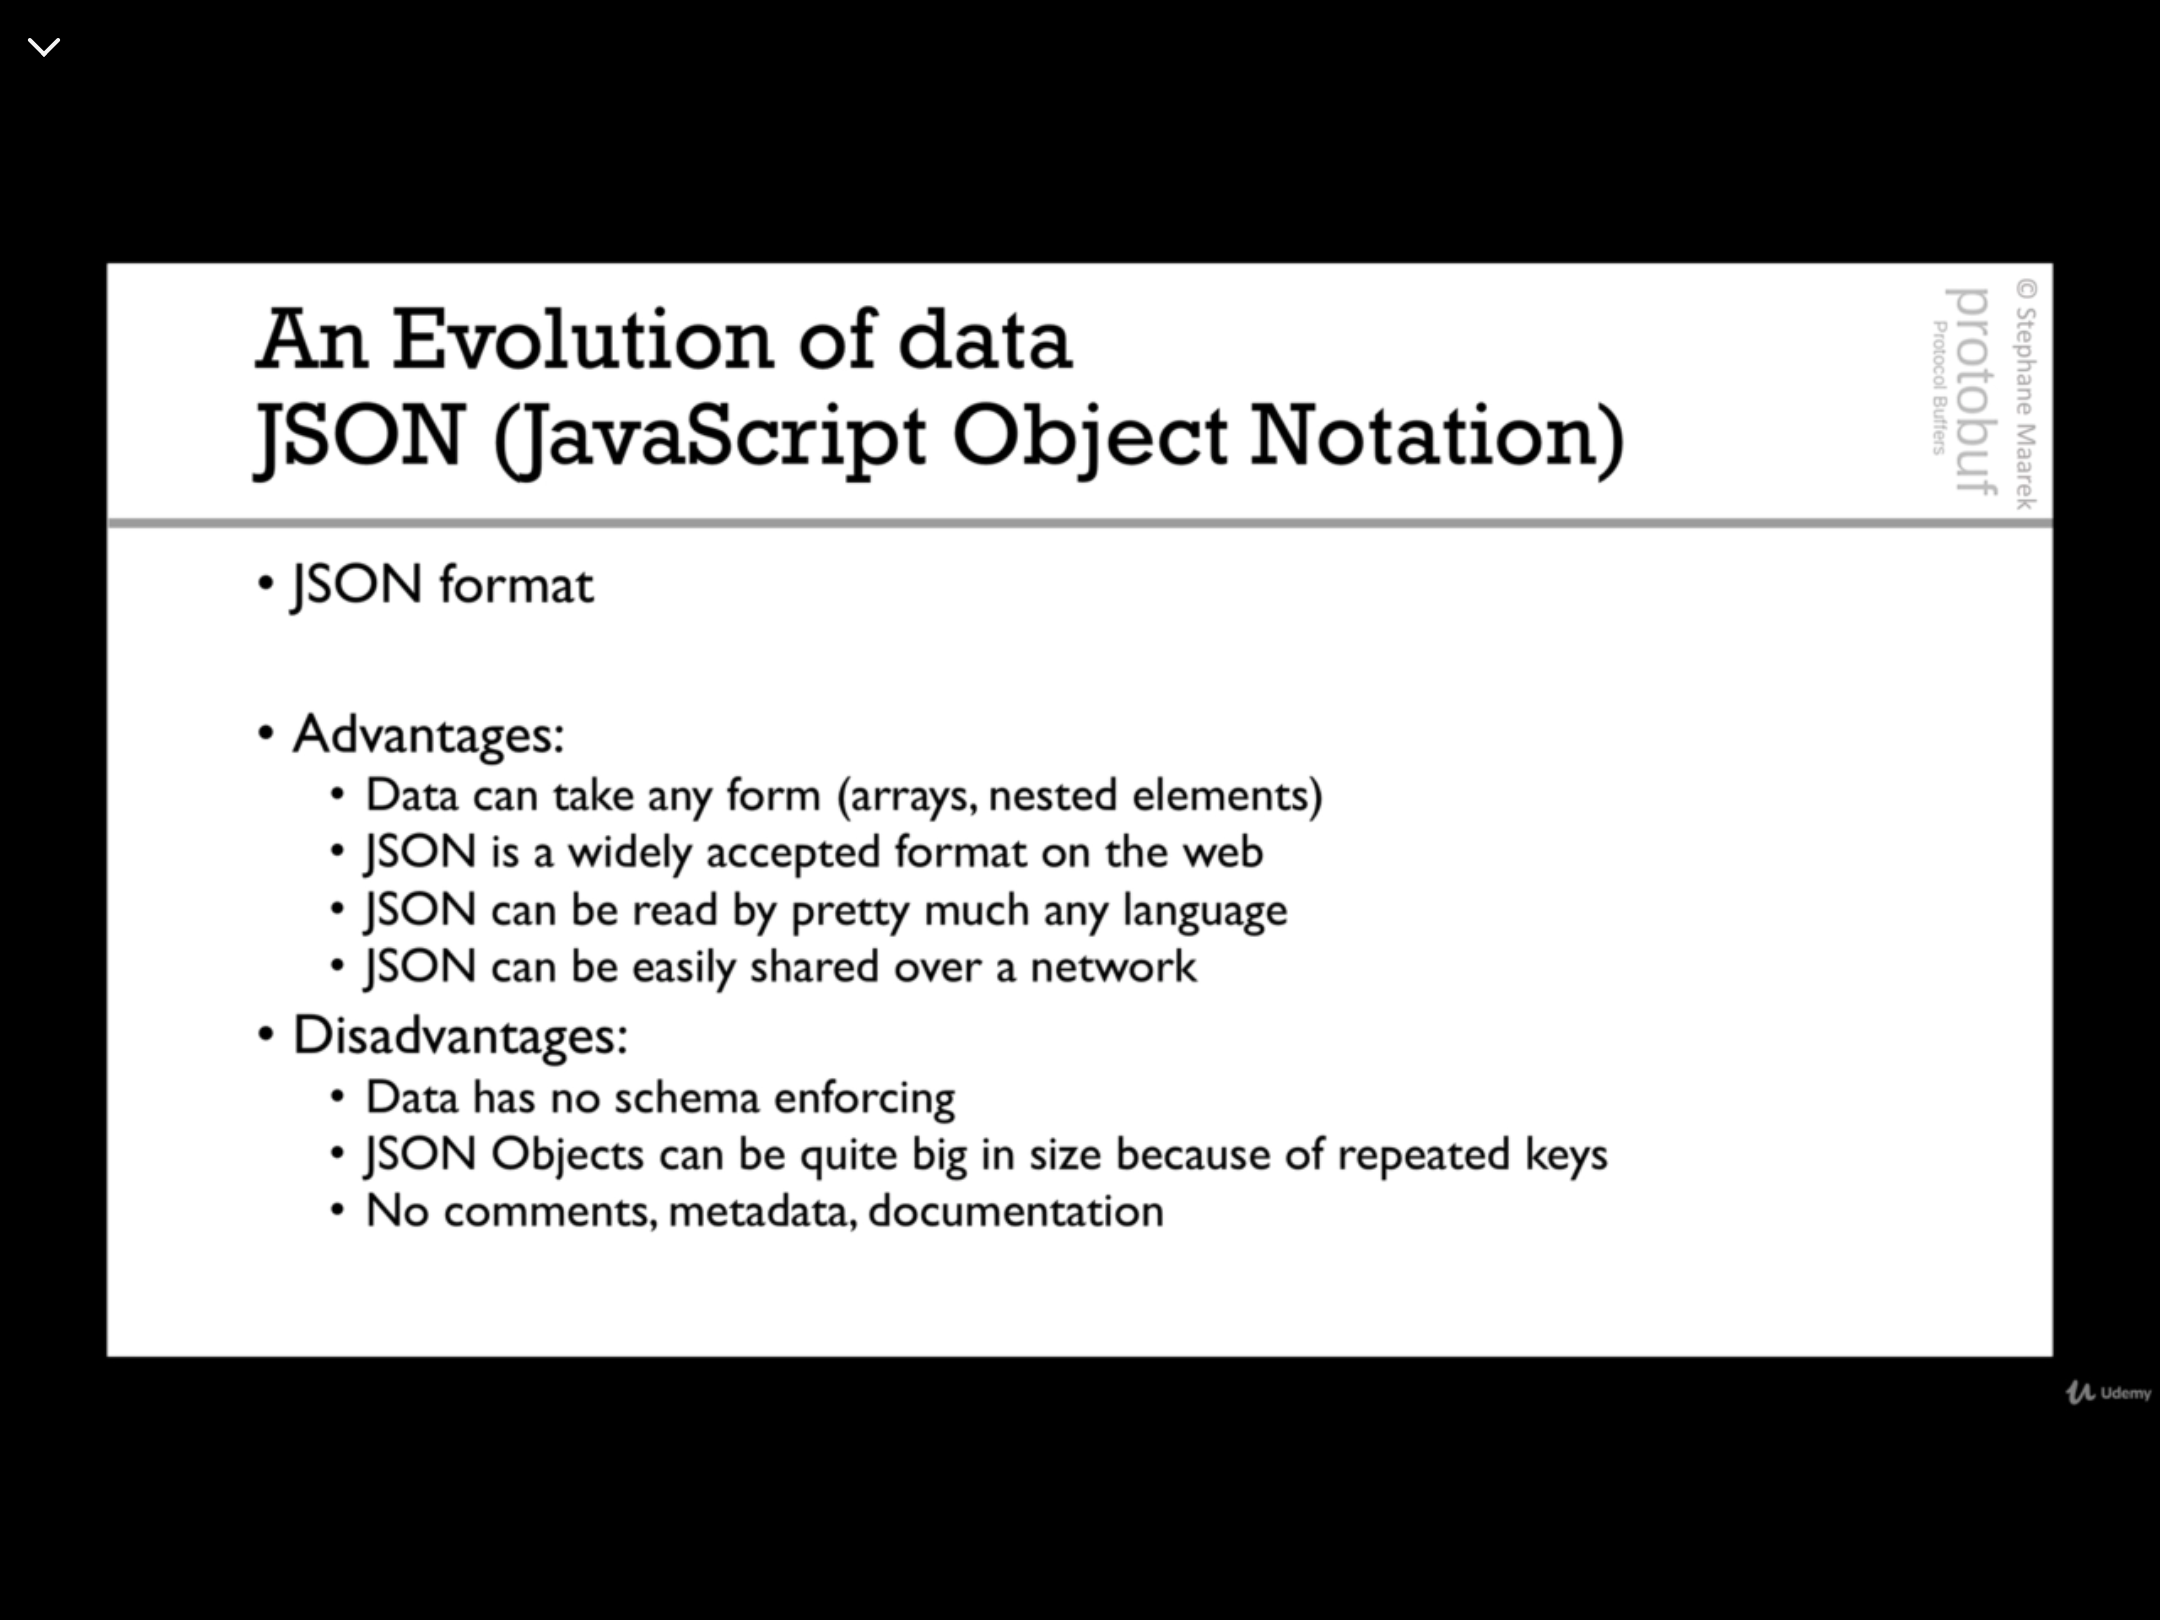 An Evolution of data
JSON (JavaScript Object Notation)
© Stephane Maarek
protobuf
Protocol Buffers
• JSON format
• Advantages:
• Data can take any form (arrays, nested elements)
• JSON is a widely accepted format on the web
• JSON can be read by pretty much any language
• JSON can be easily shared over a network
• Disadvantages:
• Data has no schema enforcing
• JSON Objects can be quite big in size because of repeated keys
• No comments, metadata, documentation
Udemy